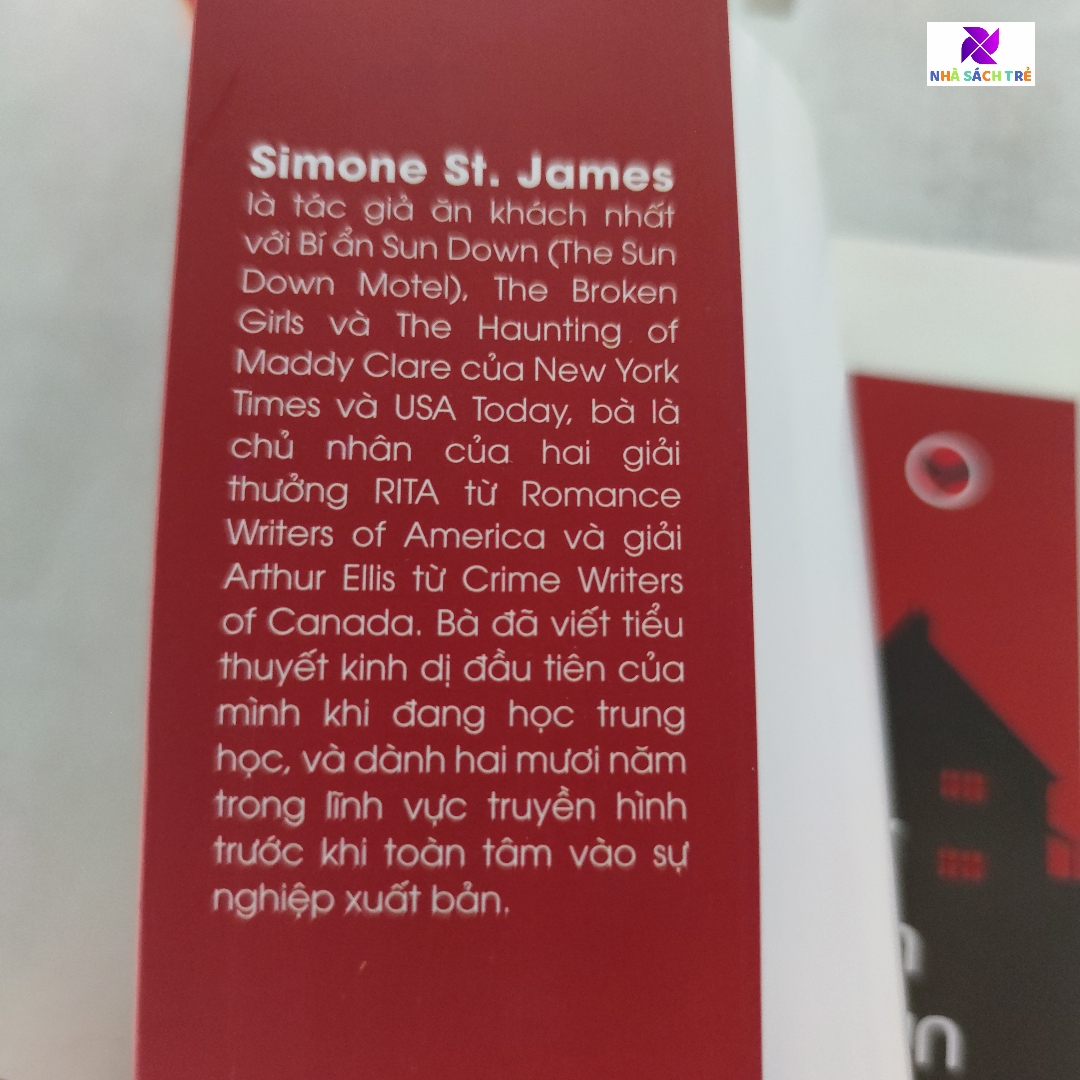 NHÀ SÁCH TRẺ
Simone St. James
là tác giả ăn khách nhất
với Bí ẩn Sun Down (The Sun
Down Motel), The Broken
Girls và The Haunting of
Maddy Clare của New York
Times và USA Today, bà là
chủ nhân của hai giải
thưởng RITA từ Romance
Writers of America và giải
Arthur Ellis từ Crime Writers
of Canada. Bà đã viết tiểu
thuyết kinh dị đầu tiên của
mình khi đang học trung
học, và dành hai mươi năm
trong lĩnh vực truyền hình
trước khi toàn tâm vào sự
nghiệp xuất bản.